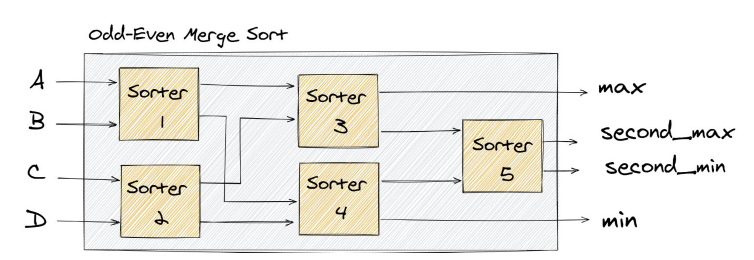 Odd-Even Merge Sort
A
B
C
D
Sorter
1
Sorter
2
Sorter
3
Sorter
4
Sorter
5
max
second_max
second_min
min